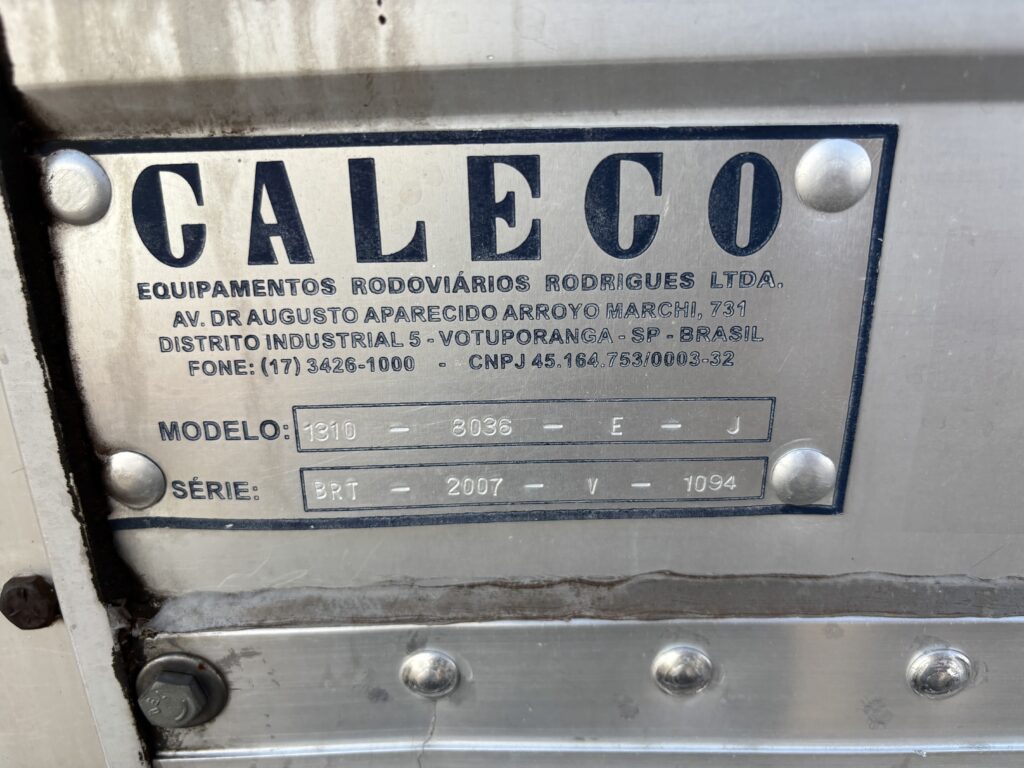 GALEGO
EQUIPAMENTOS RODOVIÁRIOS RODRIGUES LTDA.
AV. DR AUGUSTO APARECIDO ARROYO MARCHI, 731
DISTRITO INDUSTRIAL 5 - VOTUPORANGA - SP - BRASIL
FONE: (17) 3426-1000 - CNPJ 45.164.753/0003-32
MODELO: 1310 - 8036 - E - J
SÉRIE: BRT - 2007 - V - 1094